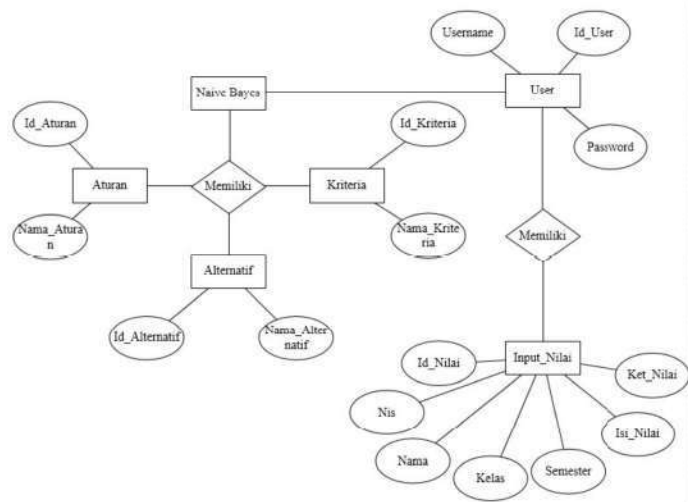 Username
Id_User
Naive Bayes
User
Id_Aturan
Id_Kriteria
Password
Aturan
Memiliki
Kriteria
Nama_Atura
n
Nama_Krite
ria
Memiliki
Alternatif
Id_Alternatif
Nama_Alter
natif
Id_Nilai
Input_Nilai
Ket_Nilai
Nis
Isi_Nilai
Nama
Kelas
Semester